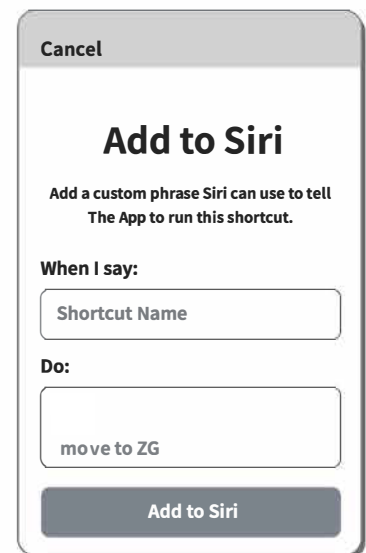 Cancel
Add to Siri
Add a custom phrase Siri can use to tell
The App to run this shortcut.
When I say:
Shortcut Name
Do:
move to ZG
Add to Siri